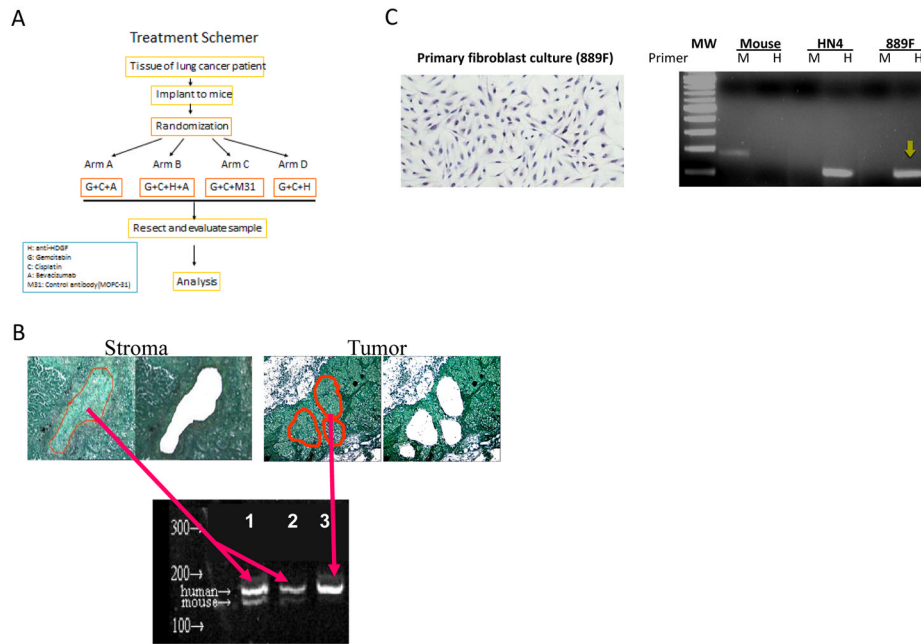 A
Treatment Schemer
Tissue of lung cancer patient
Implant to mice
Randomization
Arm A Arm B Arm C Arm D
G+C+A G+C+H+A G+C+M31 G+C+H
Resect and evaluate sample
H: anti-HDGF
G: Gemcitabin
C: Cisplatin
A: Bevacizumab
M31: Control antibody(MOPC-31)
Analysis
B
Stroma Tumor
1 2 3
300→
200→
human→
mouse→
100→
C
Primary fibroblast culture (889F)
MW Mouse HN4 889F
Primer M H M H M H